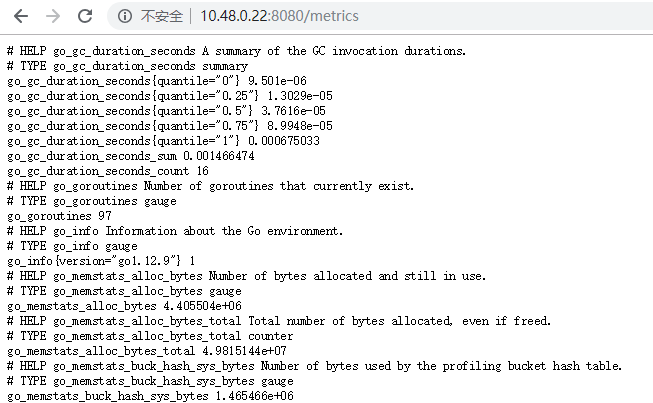 不安全 | 10.48.0.22:8080/metrics
# HELP go_gc_duration_seconds A summary of the GC invocation durations.
# TYPE go_gc_duration_seconds summary
go_gc_duration_seconds{quantile="0"} 9.501e-06
go_gc_duration_seconds{quantile="0.25"} 1.3029e-05
go_gc_duration_seconds{quantile="0.5"} 3.7616e-05
go_gc_duration_seconds{quantile="0.75"} 8.9948e-05
go_gc_duration_seconds{quantile="1"} 0.000675033
go_gc_duration_seconds_sum 0.001466474
go_gc_duration_seconds_count 16
# HELP go_goroutines Number of goroutines that currently exist.
# TYPE go_goroutines gauge
go_goroutines 97
# HELP go_info Information about the Go environment.
# TYPE go_info gauge
go_info{version="go1.12.9"} 1
# HELP go_memstats_alloc_bytes Number of bytes allocated and still in use.
# TYPE go_memstats_alloc_bytes gauge
go_memstats_alloc_bytes 4.405504e+06
# HELP go_memstats_alloc_bytes_total Total number of bytes allocated, even if freed.
# TYPE go_memstats_alloc_bytes_total counter
go_memstats_alloc_bytes_total 4.9815144e+07
# HELP go_memstats_buck_hash_sys_bytes Number of bytes used by the profiling bucket hash table.
# TYPE go_memstats_buck_hash_sys_bytes gauge
go_memstats_buck_hash_sys_bytes 1.465466e+06